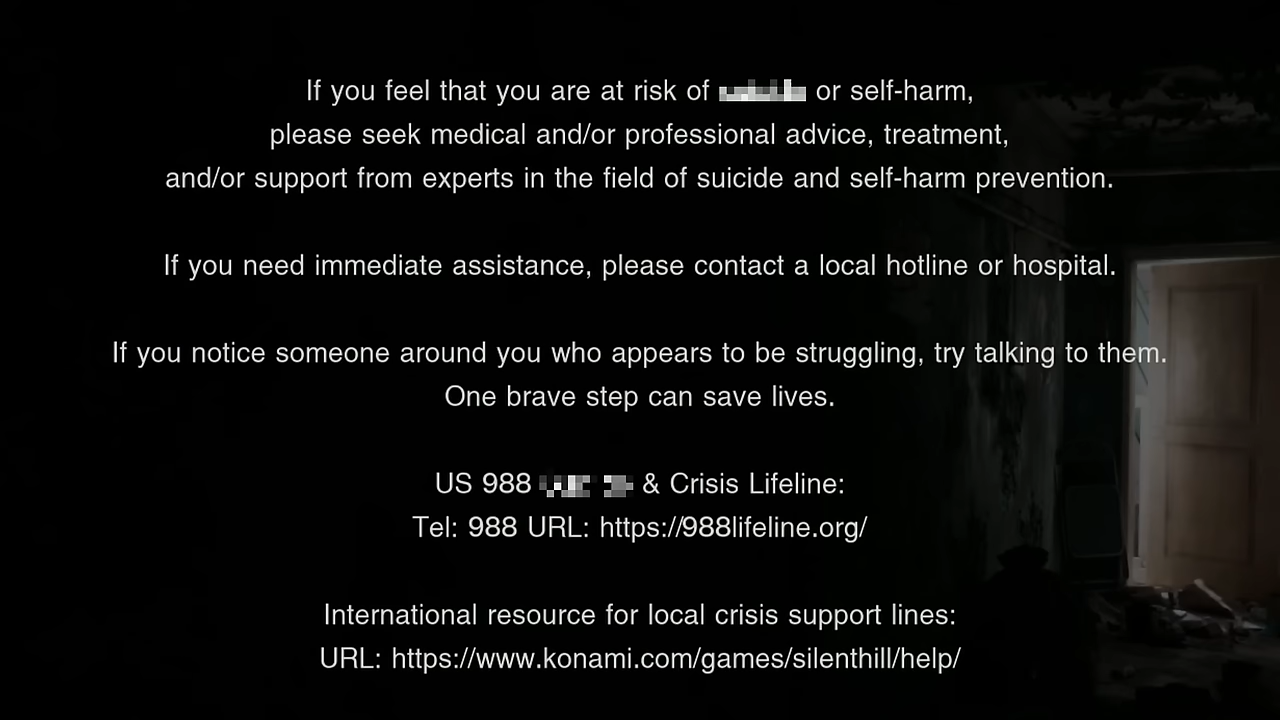 If you feel that you are at risk of or self-harm,
please seek medical and/or professional advice, treatment,
and/or support from experts in the field of suicide and self-harm prevention.
If you need immediate assistance, please contact a local hotline or hospital.
If you notice someone around you who appears to be struggling, try talking to them.
One brave step can save lives.
US 988 & Crisis Lifeline:
Tel: 988 URL: https://988lifeline.org/
International resource for local crisis support lines:
URL: https://www.konami.com/games/silenthill/help/